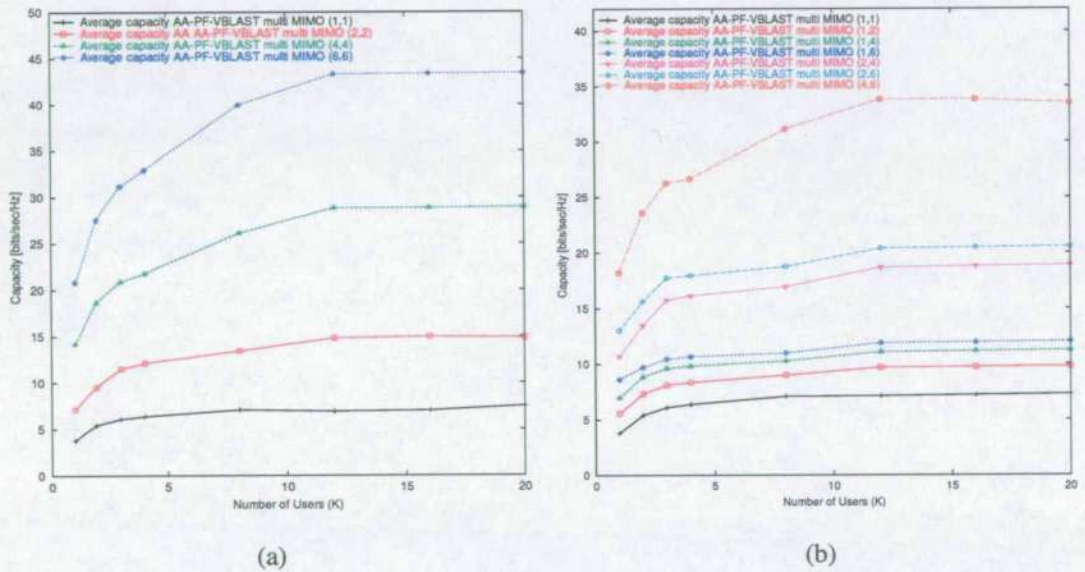 Average capacity AA-PF-VBLAST multi MIMO (1,1)
Average capacity AA AA-PF-VBLAST multi MIMO (2,2)
Average capacity AA-PF-VBLAST multi MIMO (4,4)
Average capacity AA-PF-VBLAST multi MIMO (6,6)
50
45
40
35
30
25
20
15
10
5
0
Capacity [bits/sec/Hz]
0
5
10
15
20
Number of Users (K)
(a)
Average capacity AA-PF-VBLAST multi MIMO (1,1)
Average capacity AA-PF-VBLAST multi MIMO (1,2)
Average capacity AA-PF-VBLAST multi MIMO (1,4)
Average capacity AA-PF-VBLAST multi MIMO (1,6)
Average capacity AA-PF-VBLAST multi MIMO (2,4)
Average capacity AA-PF-VBLAST multi MIMO (2,6)
Average capacity AA-PF-VBLAST multi MIMO (4,6)
40
35
30
25
20
15
10
5
0
Capacity [bits/sec/Hz]
0
5
10
15
20
Number of Users (K)
(b)